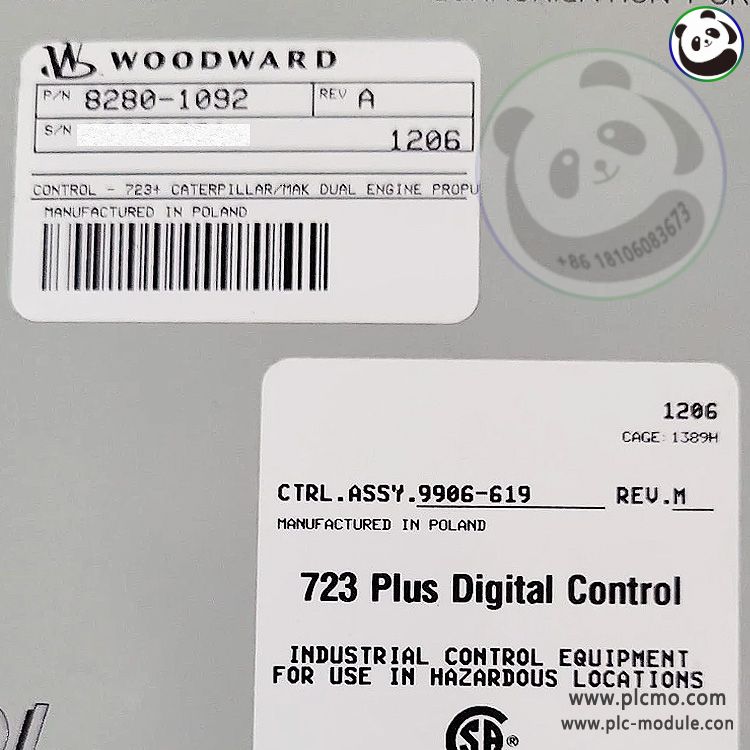 WOODWARD
P/N 8280-1092 REV A
S/N
1206
CONTROL - 723+ CATERPILLAR/MAK DUAL ENGINE PROPU
MANUFACTURED IN POLAND
+86 18106083673
1206
CAGE: 1389H
CTRL.ASSY.9906-619 REV.M
MANUFACTURED IN POLAND
723 Plus Digital Control
INDUSTRIAL CONTROL EQUIPMENT
FOR USE IN HAZARDOUS LOCATIONS
www.plcmo.com
www.plc-module.com